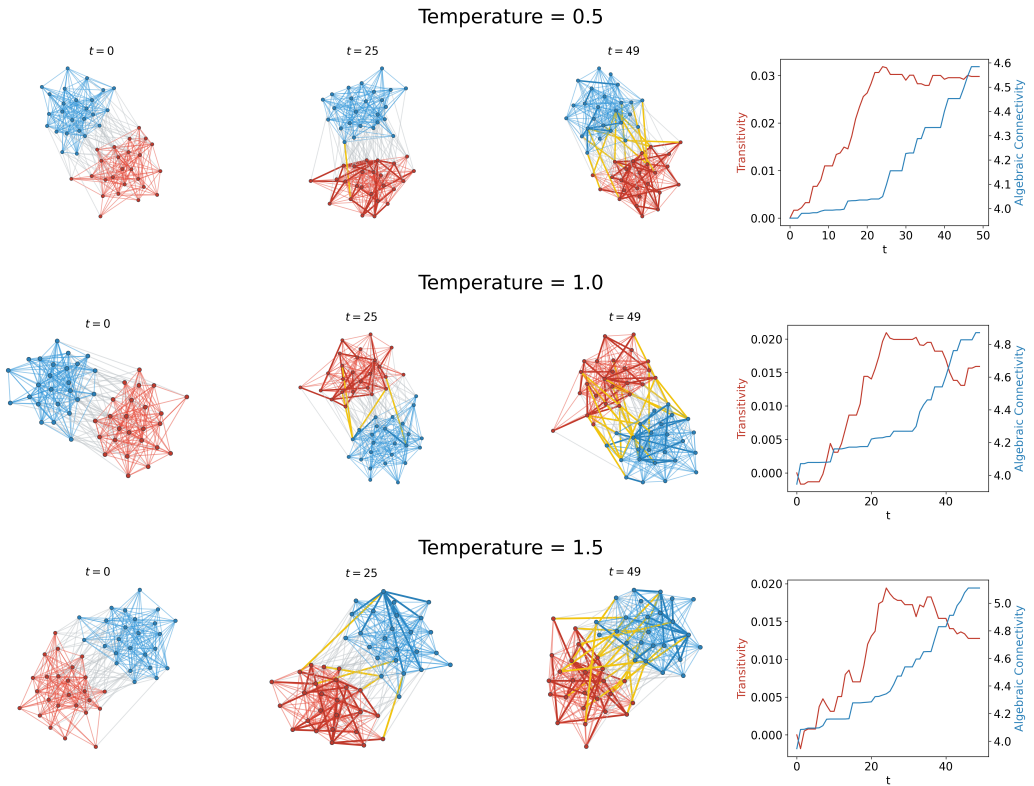 Temperature = 0.5
t = 0
t = 25
t = 49
0.03
0.02
0.01
0.00
Transitivity
4.6
4.5
4.4
4.3
4.2
4.1
4.0
Algebraic Connectivity
0 10 20 30 40 50
t
Temperature = 1.0
t = 0
t = 25
t = 49
0.020
0.015
0.010
0.005
0.000
Transitivity
4.8
4.6
4.4
4.2
4.0
Algebraic Connectivity
0 20 40
t
Temperature = 1.5
t = 0
t = 25
t = 49
0.020
0.015
0.010
0.005
0.000
Transitivity
5.0
4.8
4.6
4.4
4.2
4.0
Algebraic Connectivity
0 20 40
t